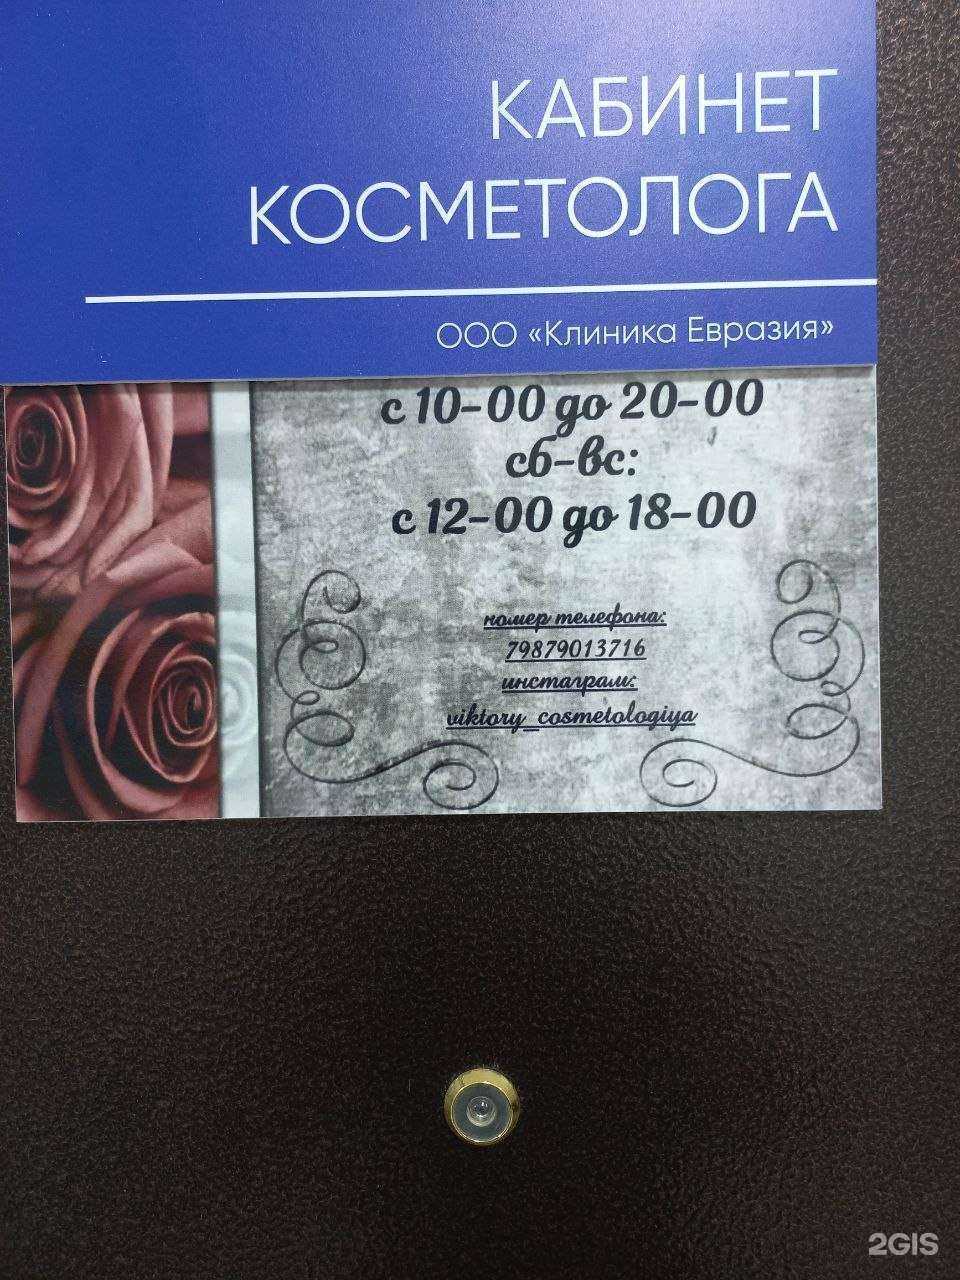 КАБИНЕТ
КОСМЕТОЛОГА
ООО «Клиника Евразия»
с 10-00 до 20-00
сб-вс:
с 12-00 до 18-00
номер телефона:
79879013716
инстаграм:
viktory_cosmetologiya
2GIS